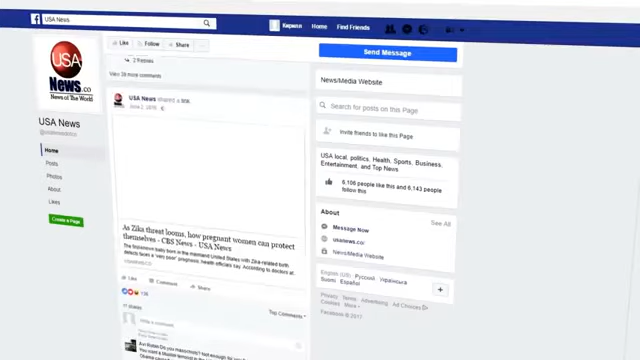 USA News
Кирилл
Home
Find Friends
USA
News.co
News of The World
USA News
Home
Posts
Photos
About
Likes
Create a Page
Like
Follow
Share
View 39 more comments
USA News shared a link.
As Zika threat looms, how pregnant women can protect
themselves - CBS News - USA News
Like
Comment
Share
Top Comments
Write a comment...
Send Message
News/Media Website
Search for posts on this Page
Invite friends to like this Page
USA local, politics, Health, Sports, Business,
Entertainment, and Top News
6,106 people like this and 6,143 people
follow this
About
See All
Message Now
usanews.co/
News/Media Website
English (US) · Русский · Українська
Suomi · Español
Privacy · Terms · Advertising · Ad Choices
Cookies · More
Facebook © 2017